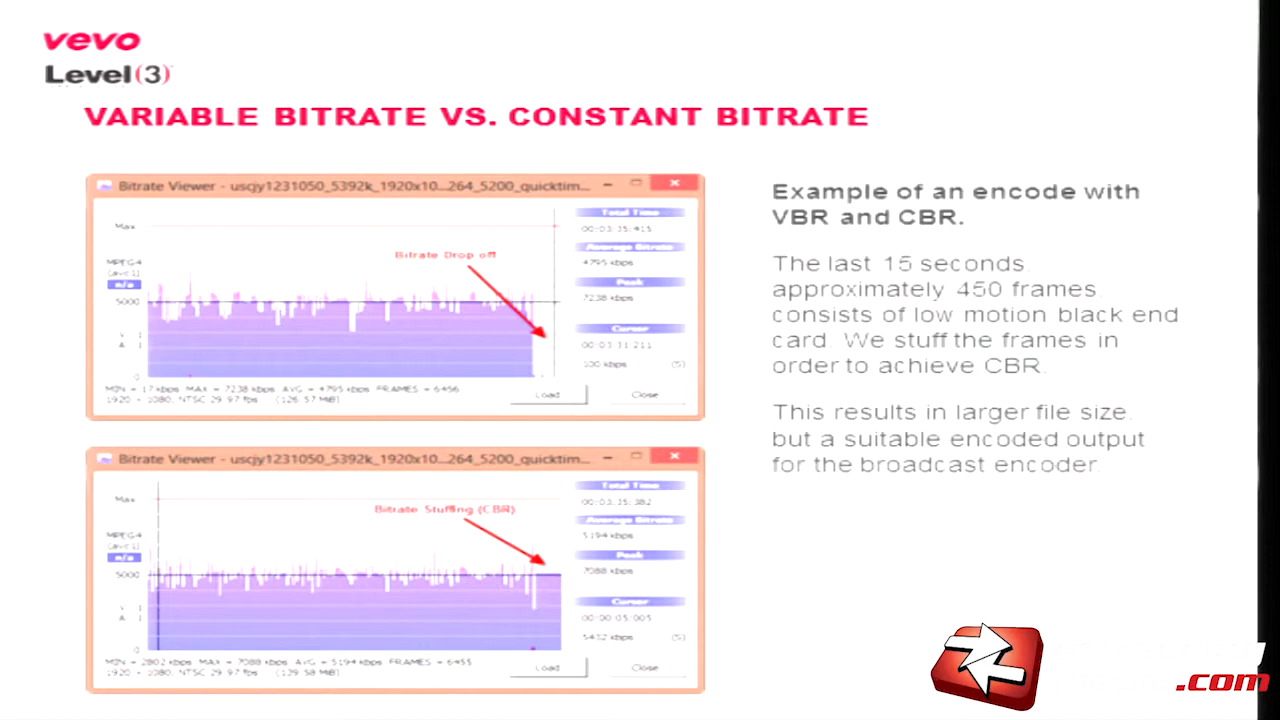 vevo
Level(3)
VARIABLE BITRATE VS. CONSTANT BITRATE
Bitrate Viewer - uscjy1231050_5392k_1920x10...264_5200_quicktim...
Total Time
Max
00:03:35:415
Average Bitrate
Bitrate Drop off
4795 kbps
MPEG4
(avc1)
Peak
n/a
7238 kbps
5000
Cursor
00:03:31:211
100 kbps (S)
0
MIN = 17 kbps MAX = 7238 kbps AVG = 4795 kbps FRAMES = 6456
1920 x 1080, NTSC 29.97 fps (126.57 MiB)
Load Close
Bitrate Viewer - uscjy1231050_5392k_1920x10...264_5200_quicktim...
Total Time
Max
00:03:35:382
Bitrate Stuffing (CBR)
Average Bitrate
5194 kbps
MPEG4
(avc1)
Peak
n/a
7088 kbps
5000
Cursor
00:00:05:005
5432 kbps (S)
0
MIN = 2802 kbps MAX = 7088 kbps AVG = 5194 kbps FRAMES = 6455
1920 x 1080, NTSC 29.97 fps (139.58 MiB)
Load Close
Example of an encode with
VBR and CBR.
The last 15 seconds,
approximately 450 frames,
consists of low motion black end
card. We stuff the frames in
order to achieve CBR.
This results in larger file size,
but a suitable encoded output
for the broadcast encoder.
.com